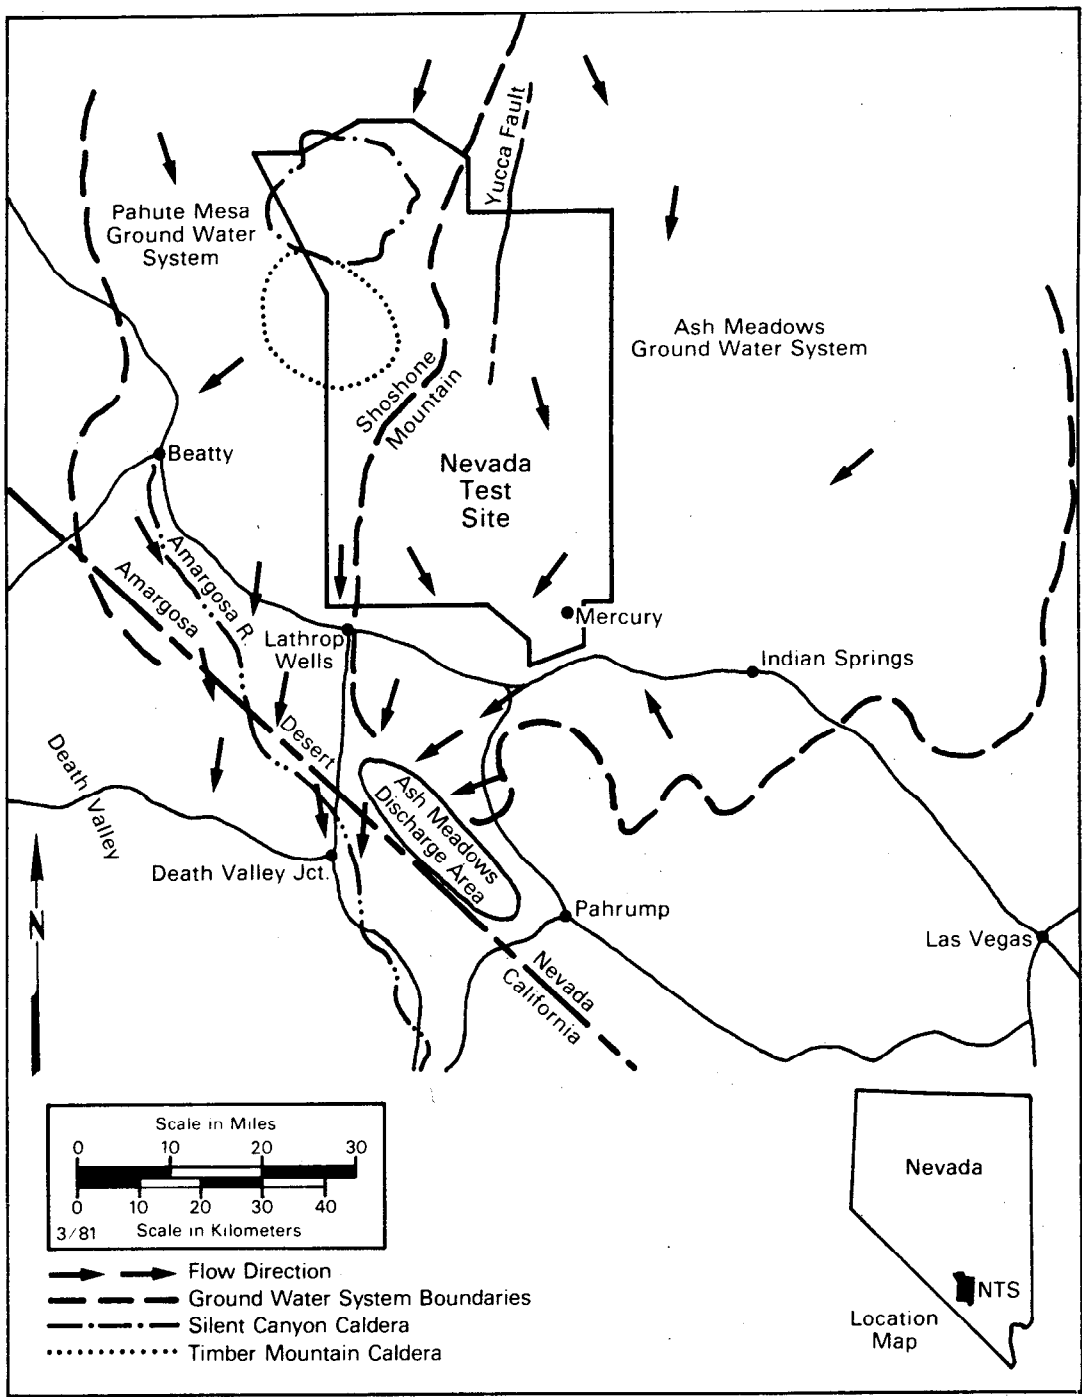 Yucca Fault
Pahute Mesa
Ground Water
System
Ash Meadows
Ground Water System
Shoshone
Mountain
Beatty
Nevada
Test
Site
Amargosa R.
Amargosa
Mercury
Lathrop
Wells
Indian Springs
Desert
Death Valley
Ash Meadows
Discharge Area
Death Valley Jct.
Pahrump
N
Las Vegas
Nevada
California
Scale in Miles
0 10 20 30
0 10 20 30 40
3/81 Scale in Kilometers
Flow Direction
Ground Water System Boundaries
Silent Canyon Caldera
Timber Mountain Caldera
Nevada
NTS
Location
Map